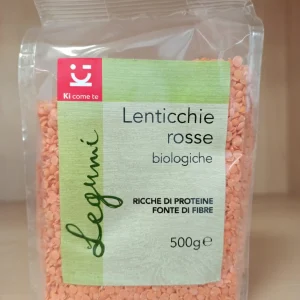 Ki
Ki come te
Lenticchie
rosse
biologiche
Legumi
RICCHE DI PROTEINE
FONTE DI FIBRE
500g℮